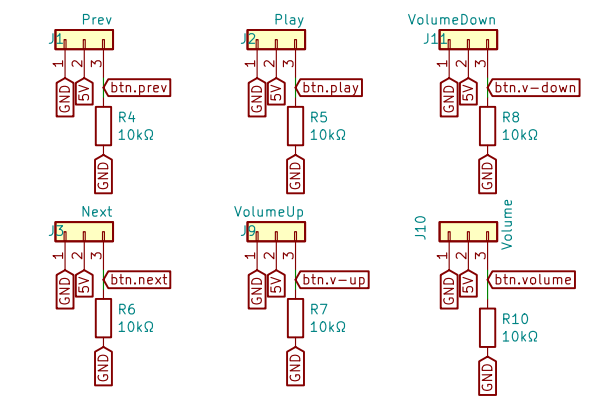 Prev
J1
1 2 3
GND 5V btn.prev
R4
10kΩ
GND
Play
J2
1 2 3
GND 5V btn.play
R5
10kΩ
GND
VolumeDown
J11
1 2 3
GND 5V btn.v-down
R8
10kΩ
GND
Next
J3
1 2 3
GND 5V btn.next
R6
10kΩ
GND
VolumeUp
J9
1 2 3
GND 5V btn.v-up
R7
10kΩ
GND
Volume
J10
1 2 3
GND 5V btn.volume
R10
10kΩ
GND